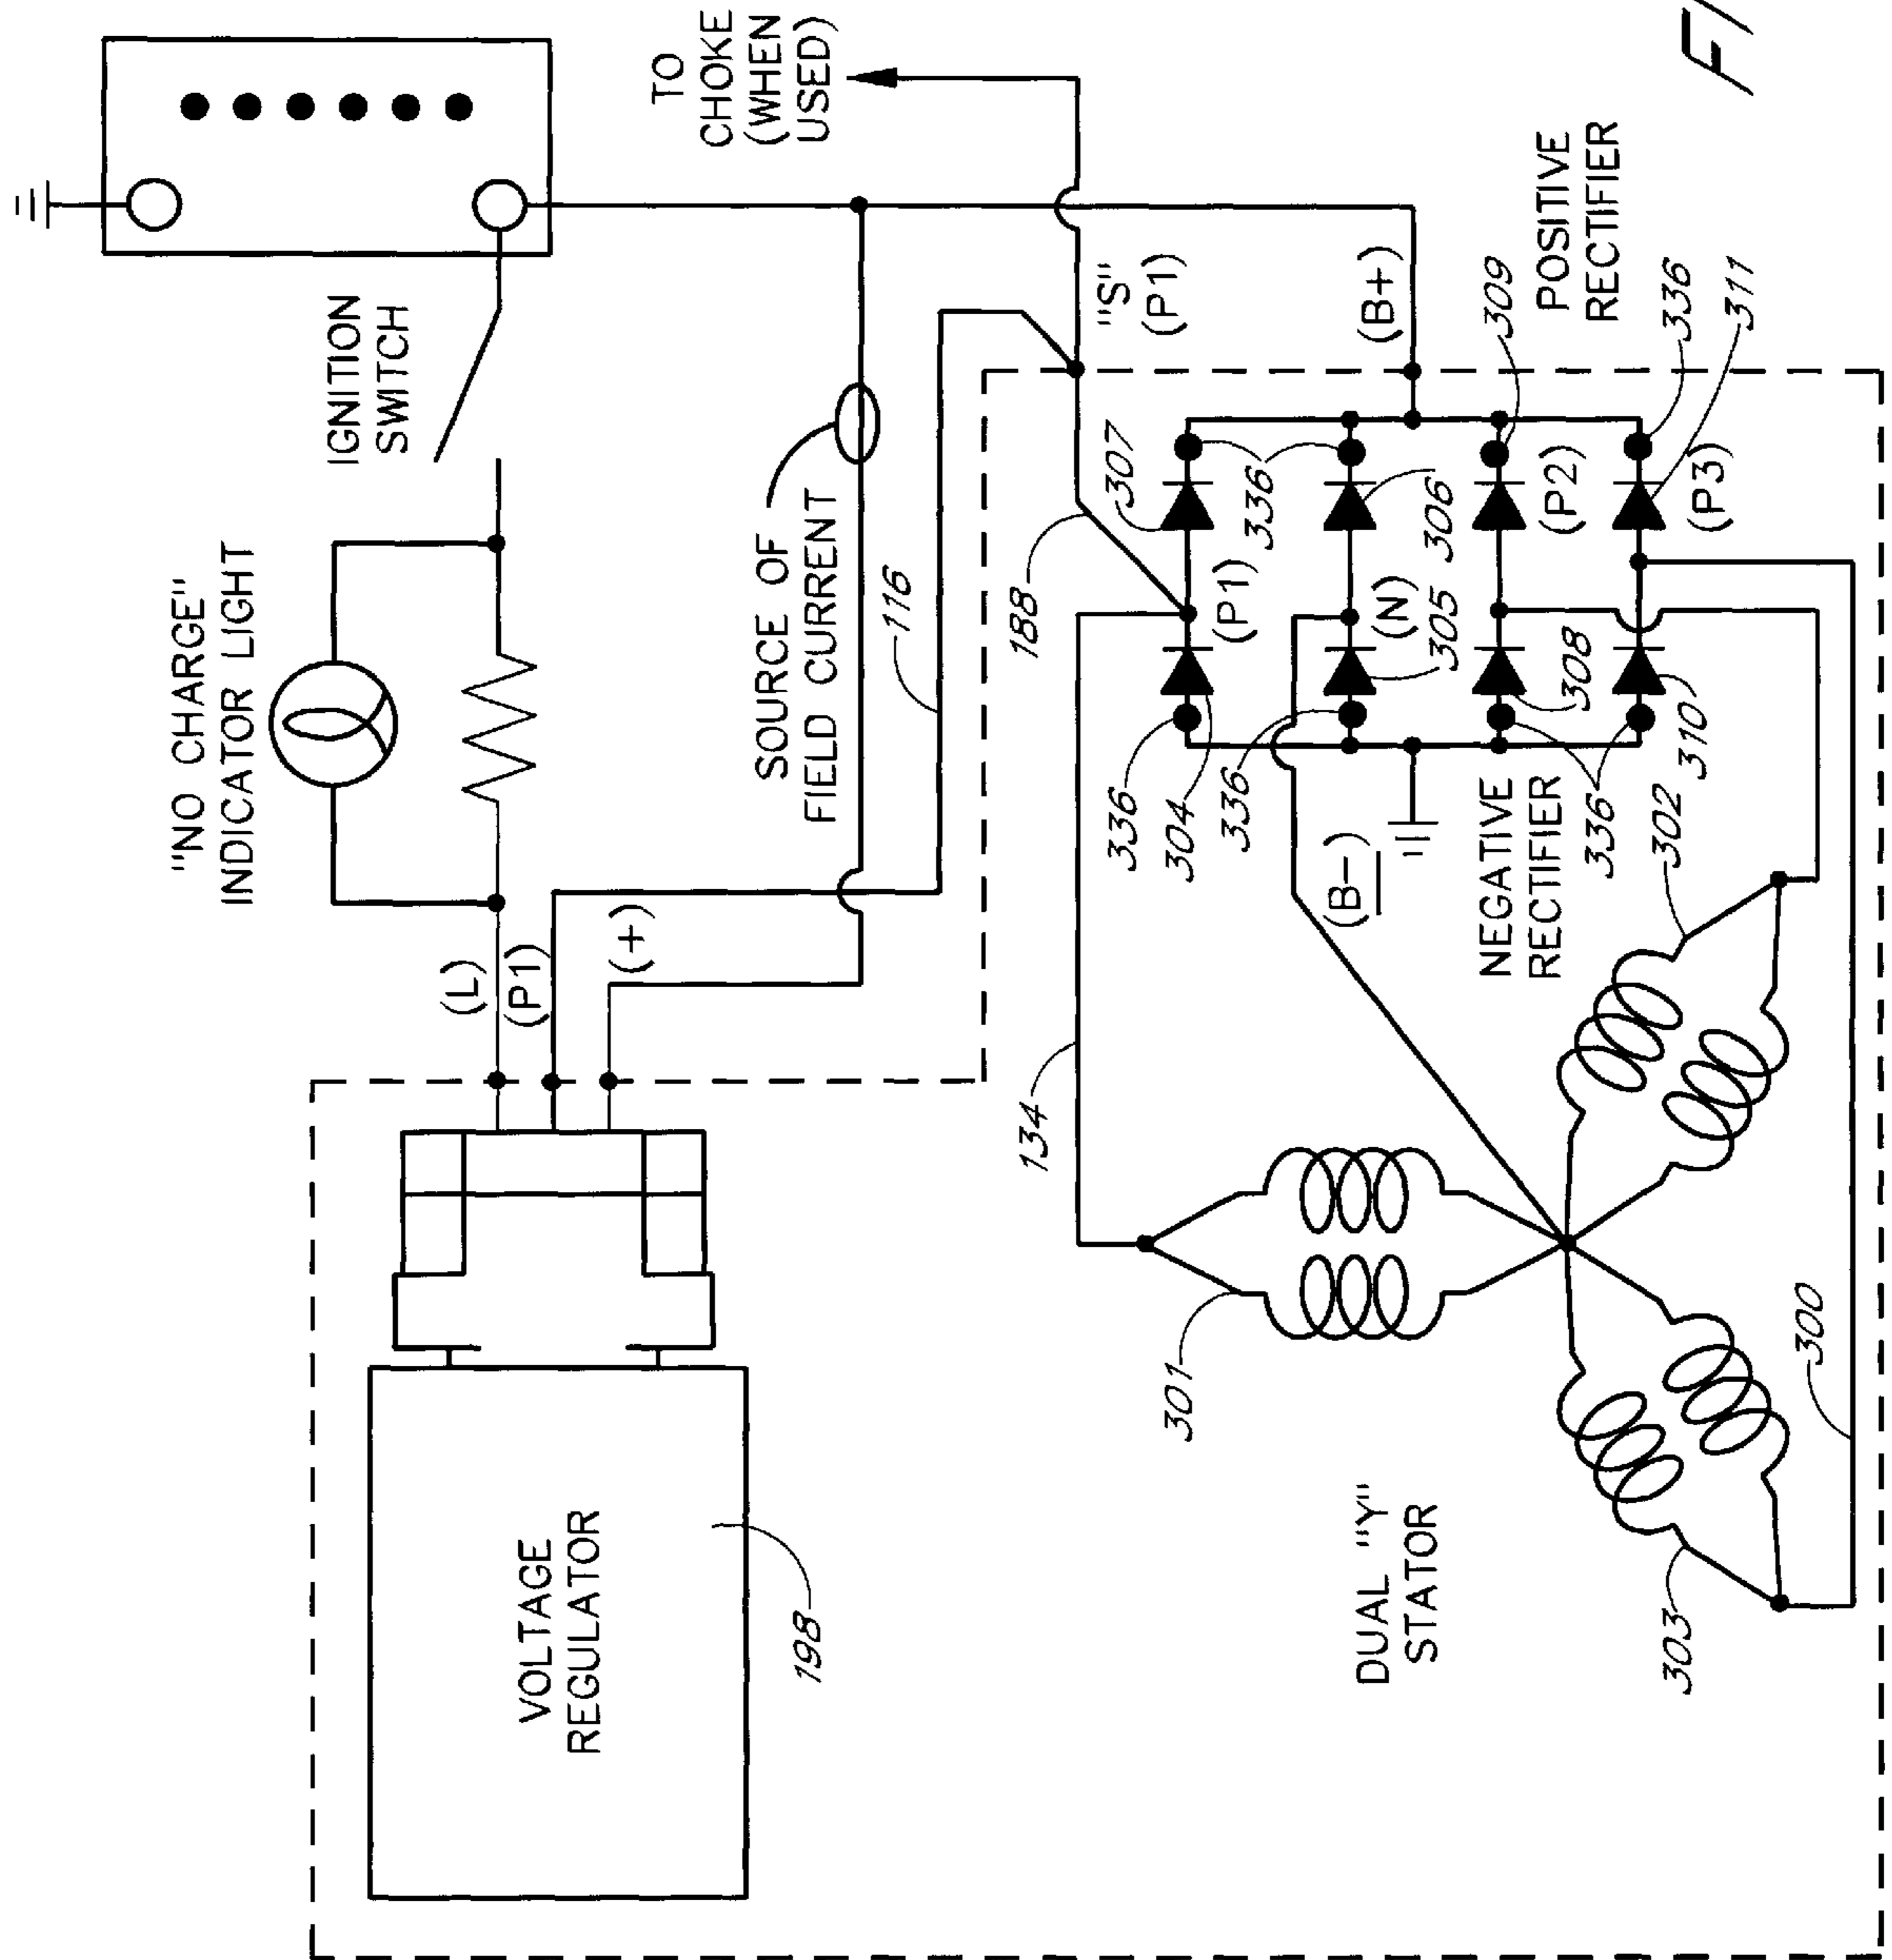 "NO CHARGE"
INDICATOR LIGHT
IGNITION
SWITCH
TO
CHOKE
(WHEN
USED)
VOLTAGE
REGULATOR
198
(L)
(P1)
(+)
SOURCE OF
FIELD CURRENT
116
188
"S"
(P1)
(B+)
134
307
336
304
336
(P1)
336
306
(N)
305
(B-)
309
(P2)
308
336
311
(P3)
310
336
POSITIVE
RECTIFIER
NEGATIVE
RECTIFIER
301
302
303
300
DUAL "Y"
STATOR